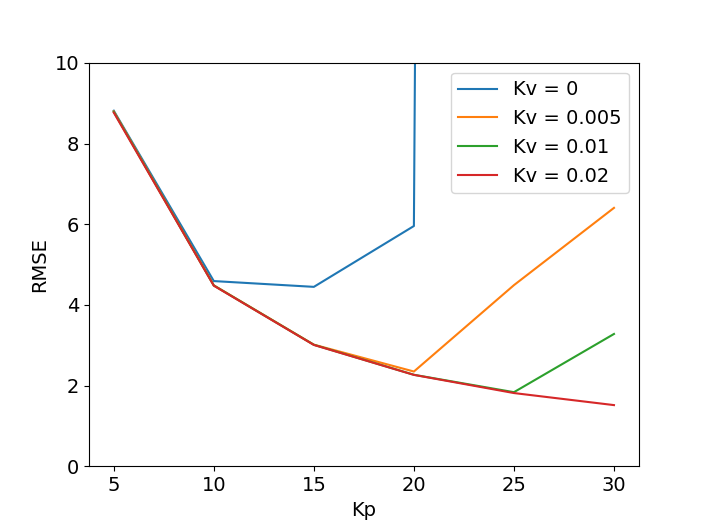 10
8
6
4
2
0
RMSE
5 10 15 20 25 30
Kp
Kv = 0
Kv = 0.005
Kv = 0.01
Kv = 0.02